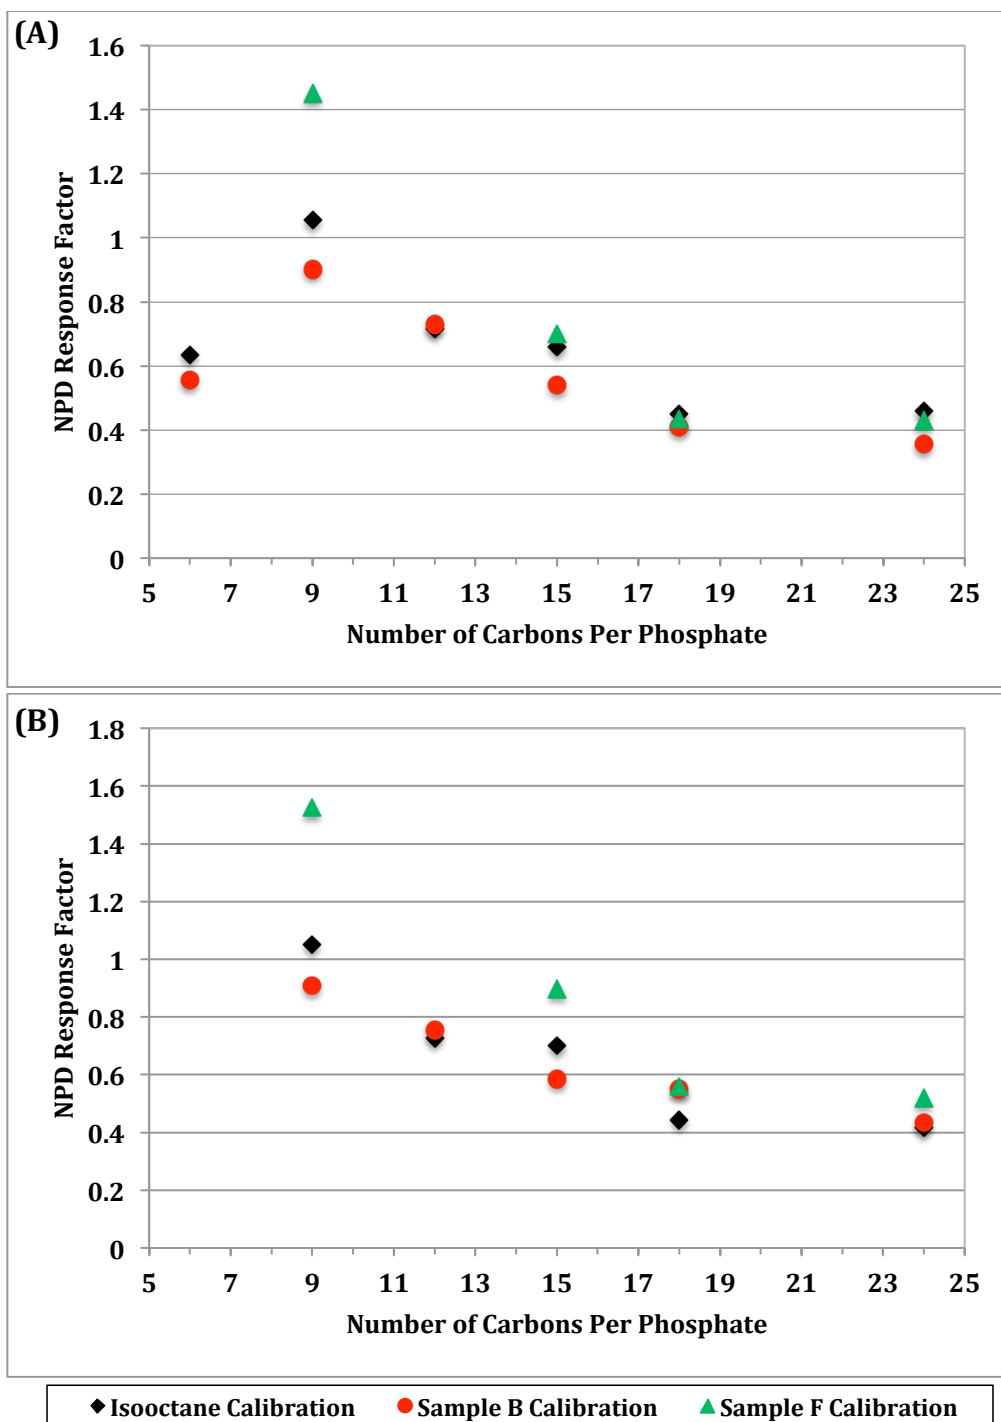 (A)
1.6
1.4
1.2
1
0.8
0.6
0.4
0.2
0
NPD Response Factor
5 7 9 11 13 15 17 19 21 23 25
Number of Carbons Per Phosphate
(B)
1.8
1.6
1.4
1.2
1
0.8
0.6
0.4
0.2
0
NPD Response Factor
5 7 9 11 13 15 17 19 21 23 25
Number of Carbons Per Phosphate
Isooctane Calibration Sample B Calibration Sample F Calibration